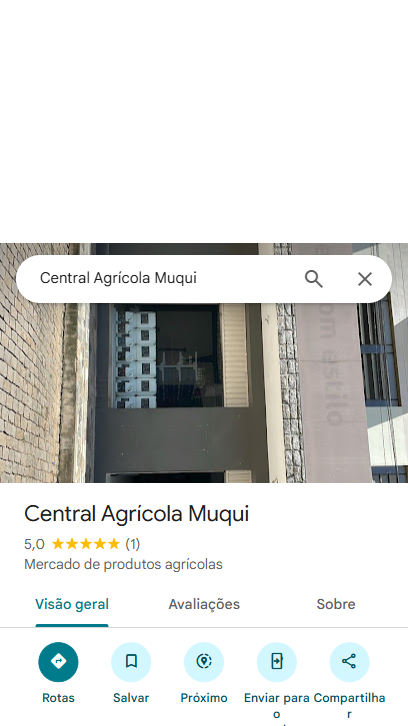 Central Agrícola Muqui
om estilo
Central Agrícola Muqui
5,0 (1)
Mercado de produtos agrícolas
Visão geral Avaliações Sobre
Rotas Salvar Próximo Enviar para o Compartilhar